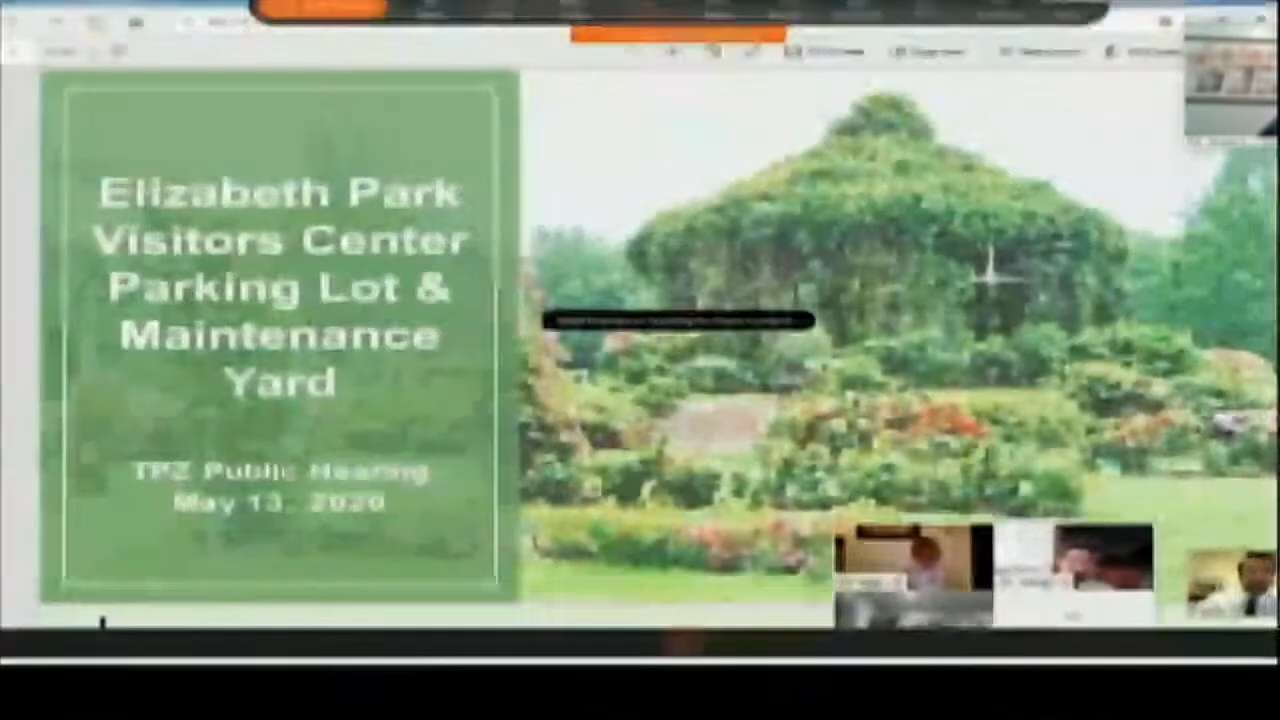 Elizabeth Park
Visitors Center
Parking Lot &
Maintenance
Yard
TPZ Public Hearing
May 13, 2020